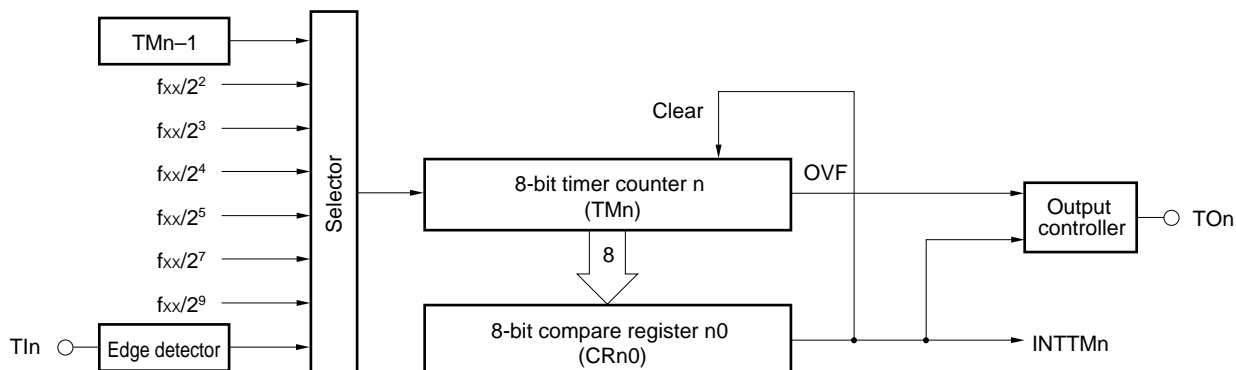 TMn–1
fxx/2²
fxx/2³
fxx/2⁴
fxx/2⁵
fxx/2⁷
fxx/2⁹
TIn
Edge detector
Selector
Clear
8-bit timer counter n
(TMn)
OVF
8
8-bit compare register n0
(CRn0)
Output
controller
TOn
INTTMn